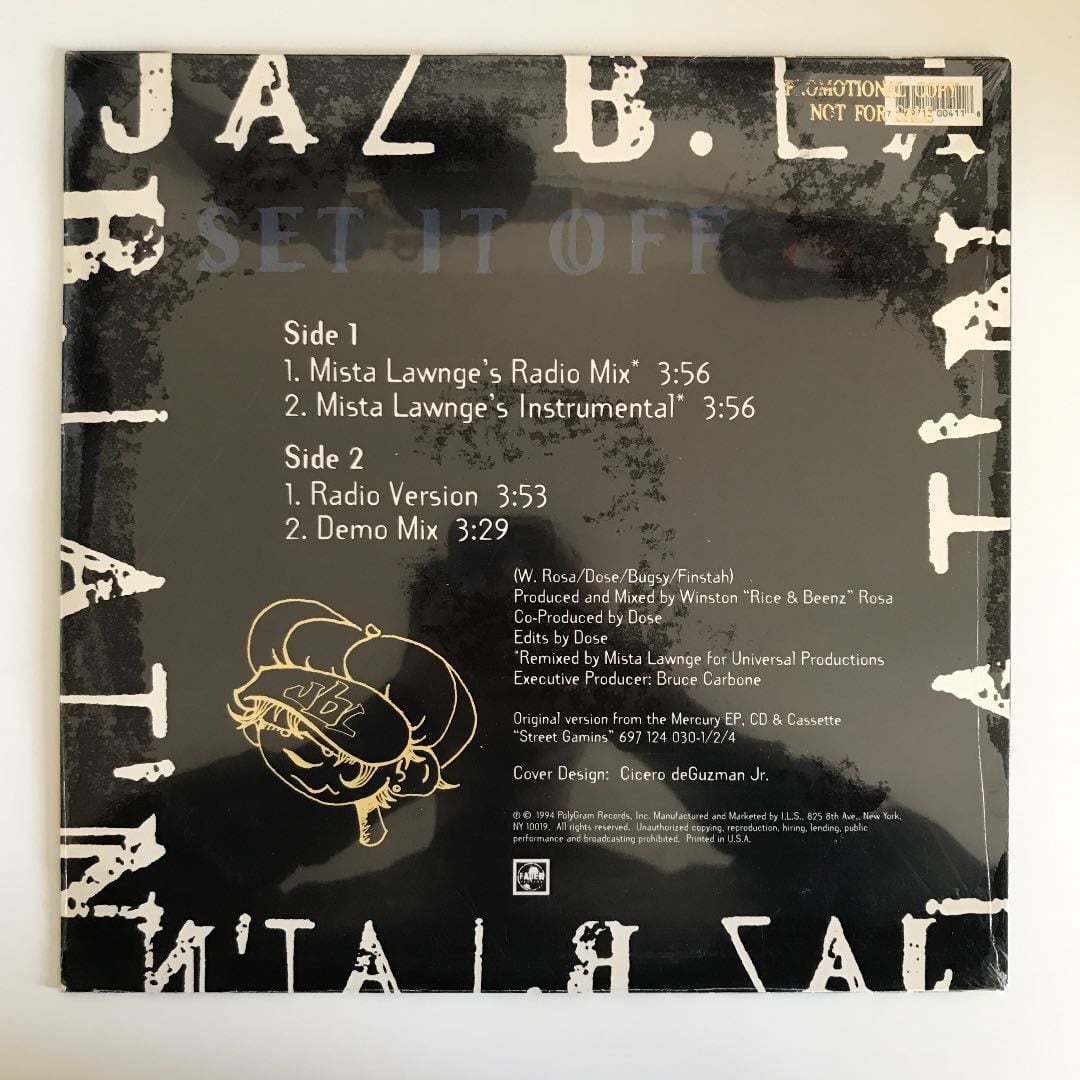 JAZ B. LA
PROMOTIONAL COPY
NOT FOR
00411 8
SET IT OFF
Side 1
1. Mista Lawnge's Radio Mix* 3:56
2. Mista Lawnge's Instrumental* 3:56
Side 2
1. Radio Version 3:53
2. Demo Mix 3:29
(W. Rosa/Dose/Bugsy/Finstah)
Produced and Mixed by Winston "Rice & Beenz" Rosa
Co-Produced by Dose
Edits by Dose
*Remixed by Mista Lawnge for Universal Productions
Executive Producer: Bruce Carbone
Original version from the Mercury EP, CD & Cassette
"Street Gamins" 697 124 030-1/2/4
Cover Design: Cicero deGuzman Jr.
℗ © 1994 PolyGram Records, Inc. Manufactured and Marketed by I.L.S., 825 8th Ave., New York,
NY 10019. All rights reserved. Unauthorized copying, reproduction, hiring, lending, public
performance and broadcasting prohibited. Printed in U.S.A.
jbl
FADER
JAZ B. LAT'N